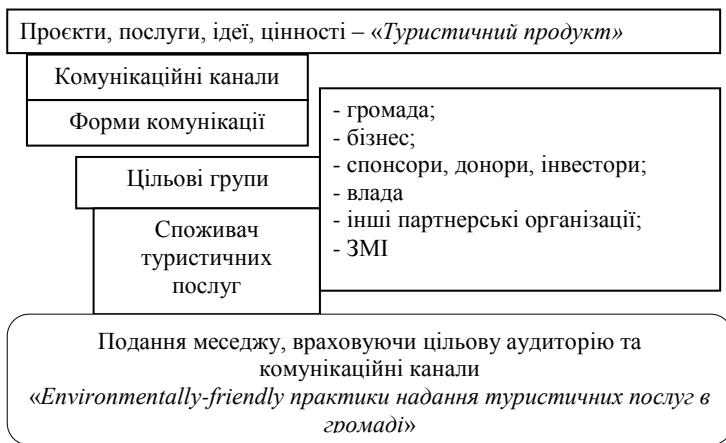 Проєкти, послуги, ідеї, цінності – «Туристичний продукт»
Комунікаційні канали
Форми комунікації
Цільові групи
Споживач
туристичних
послуг
- громада;
- бізнес;
- спонсори, донори, інвестори;
- влада
- інші партнерські організації;
- ЗМІ
Подання меседжу, враховуючи цільову аудиторію та
комунікаційні канали
«Environmentally-friendly практики надання туристичних послуг в
громаді»